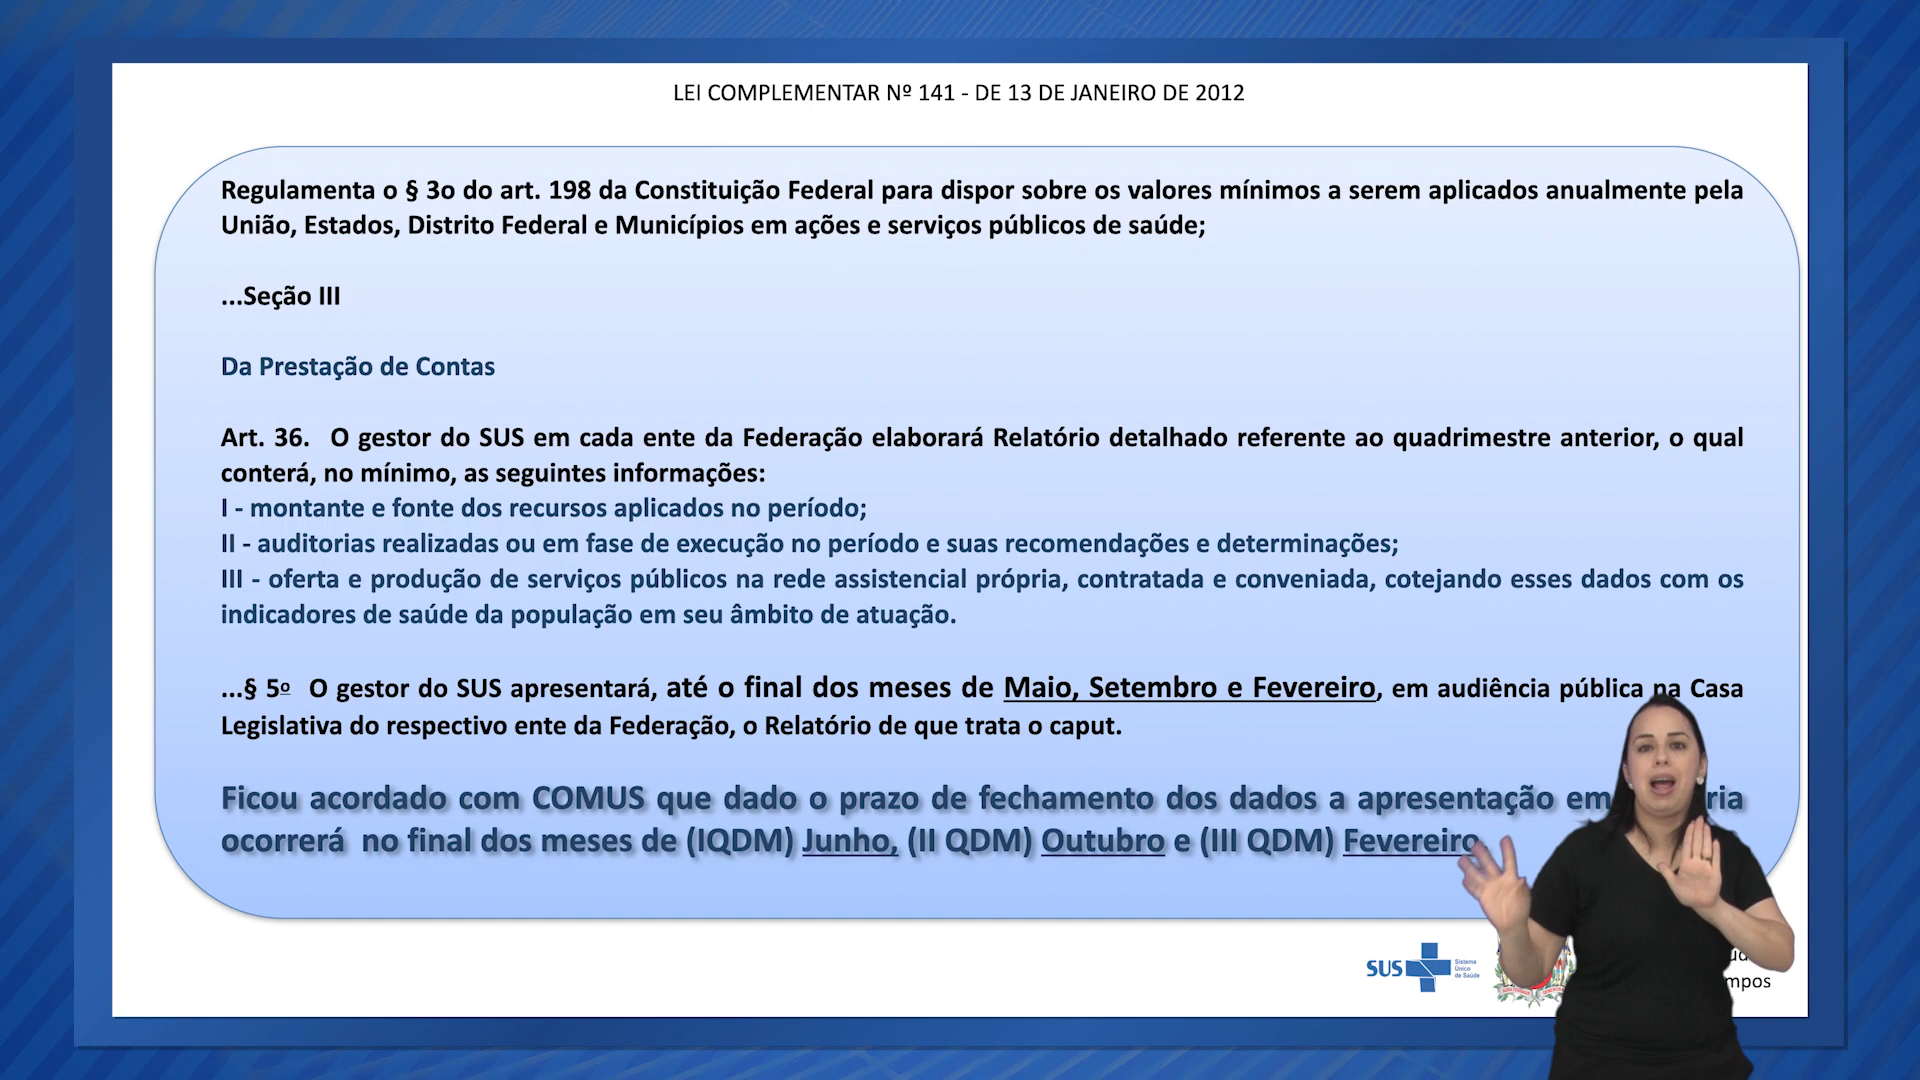 LEI COMPLEMENTAR Nº 141 - DE 13 DE JANEIRO DE 2012
Regulamenta o § 3o do art. 198 da Constituição Federal para dispor sobre os valores mínimos a serem aplicados anualmente pela
União, Estados, Distrito Federal e Municípios em ações e serviços públicos de saúde;
...Seção III
Da Prestação de Contas
Art. 36. O gestor do SUS em cada ente da Federação elaborará Relatório detalhado referente ao quadrimestre anterior, o qual
conterá, no mínimo, as seguintes informações:
I - montante e fonte dos recursos aplicados no período;
II - auditorias realizadas ou em fase de execução no período e suas recomendações e determinações;
III - oferta e produção de serviços públicos na rede assistencial própria, contratada e conveniada, cotejando esses dados com os
indicadores de saúde da população em seu âmbito de atuação.
...§ 5º O gestor do SUS apresentará, até o final dos meses de Maio, Setembro e Fevereiro, em audiência pública na Casa
Legislativa do respectivo ente da Federação, o Relatório de que trata o caput.
Ficou acordado com COMUS que dado o prazo de fechamento dos dados a apresentação em
ocorrerá no final dos meses de (IQDM) Junho, (II QDM) Outubro e (III QDM) Fevereiro.
SUS
Sistema
Único
de Saúde